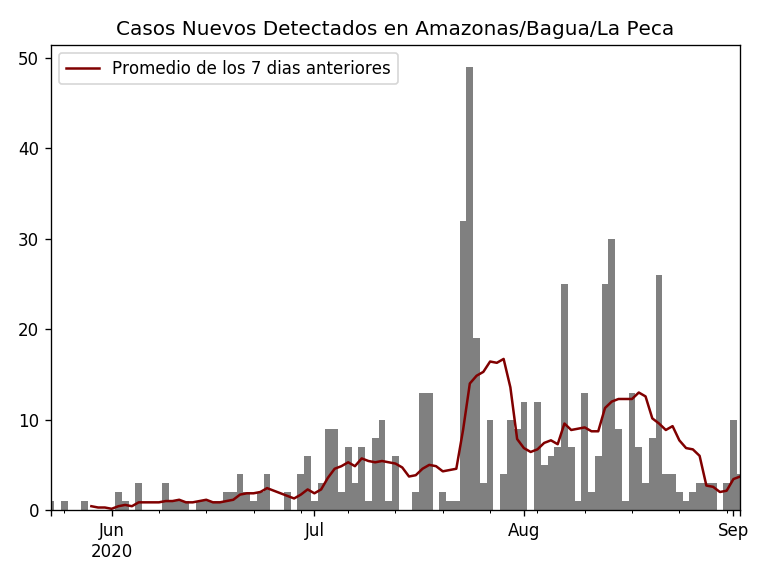 Casos Nuevos Detectados en Amazonas/Bagua/La Peca
Promedio de los 7 dias anteriores
50
40
30
20
10
0
Jun
2020
Jul
Aug
Sep